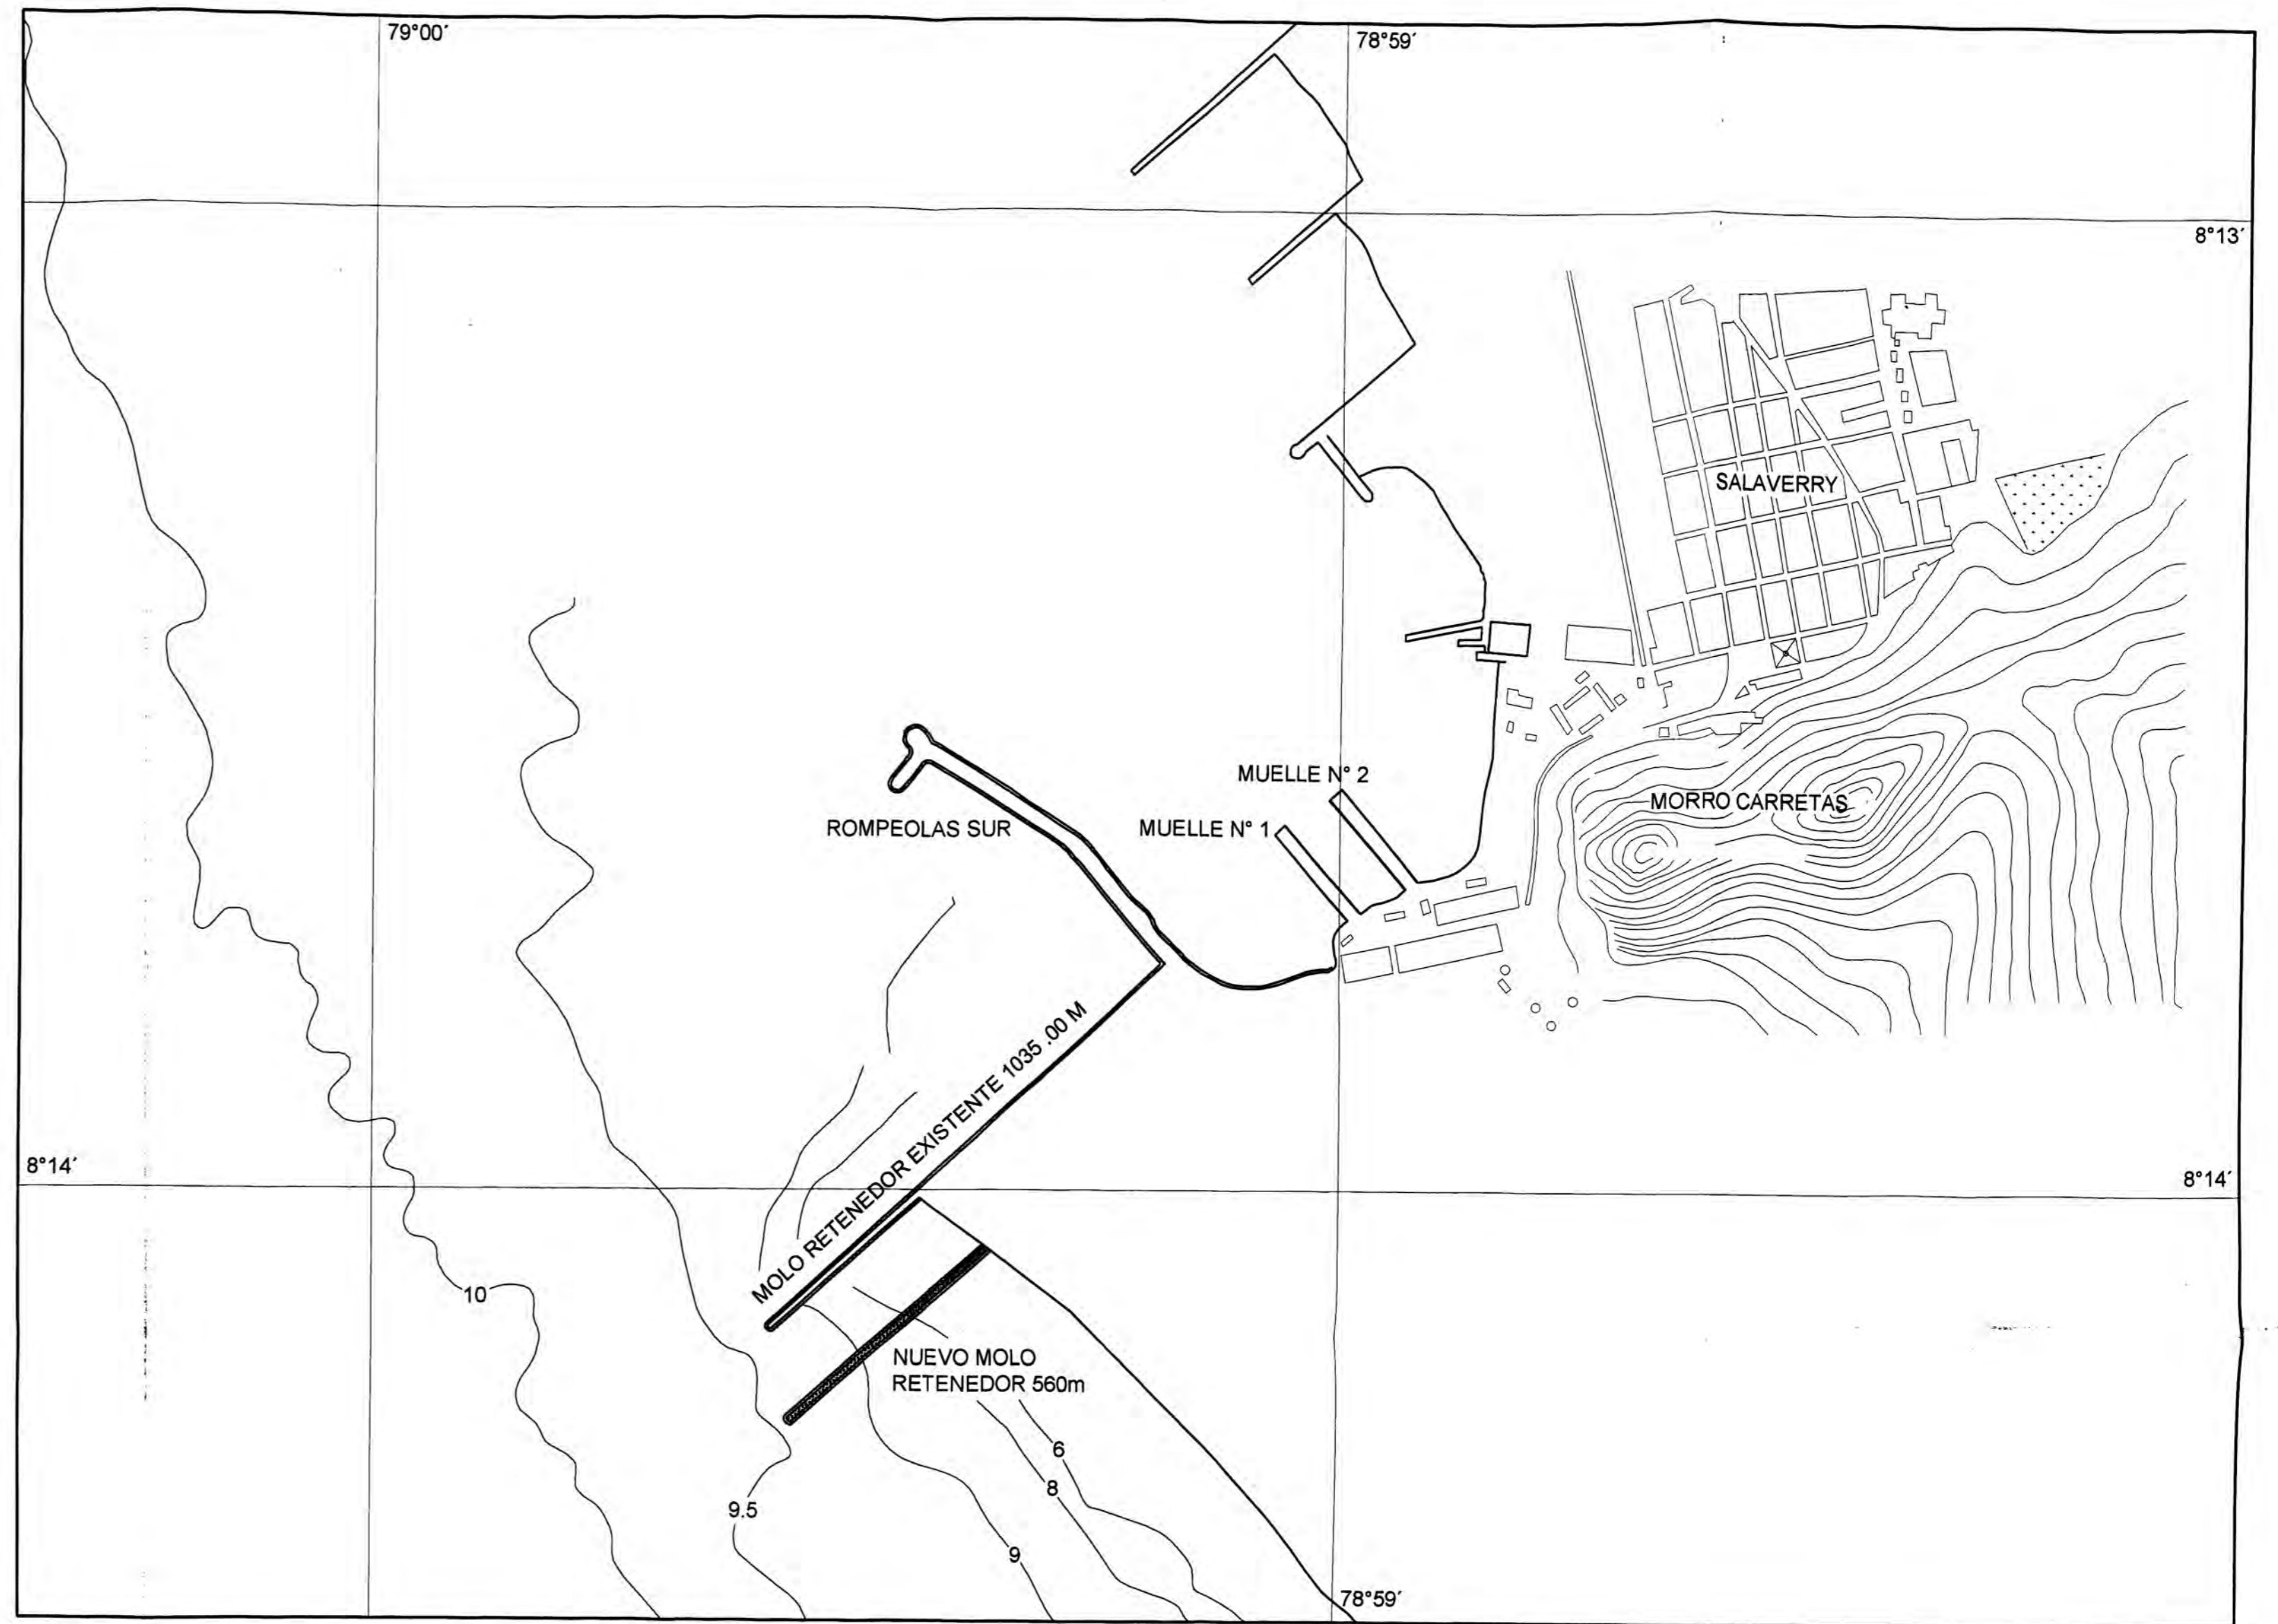 79°00´
78°59´
8°13´
SALAVERRY
MUELLE N° 2
MORRO CARRETAS
ROMPEOLAS SUR
MUELLE N° 1
MOLO RETENEDOR EXISTENTE 1035 .00 M
8°14´
8°14´
10
NUEVO MOLO
RETENEDOR 560m
6
8
9.5
9
78°59´